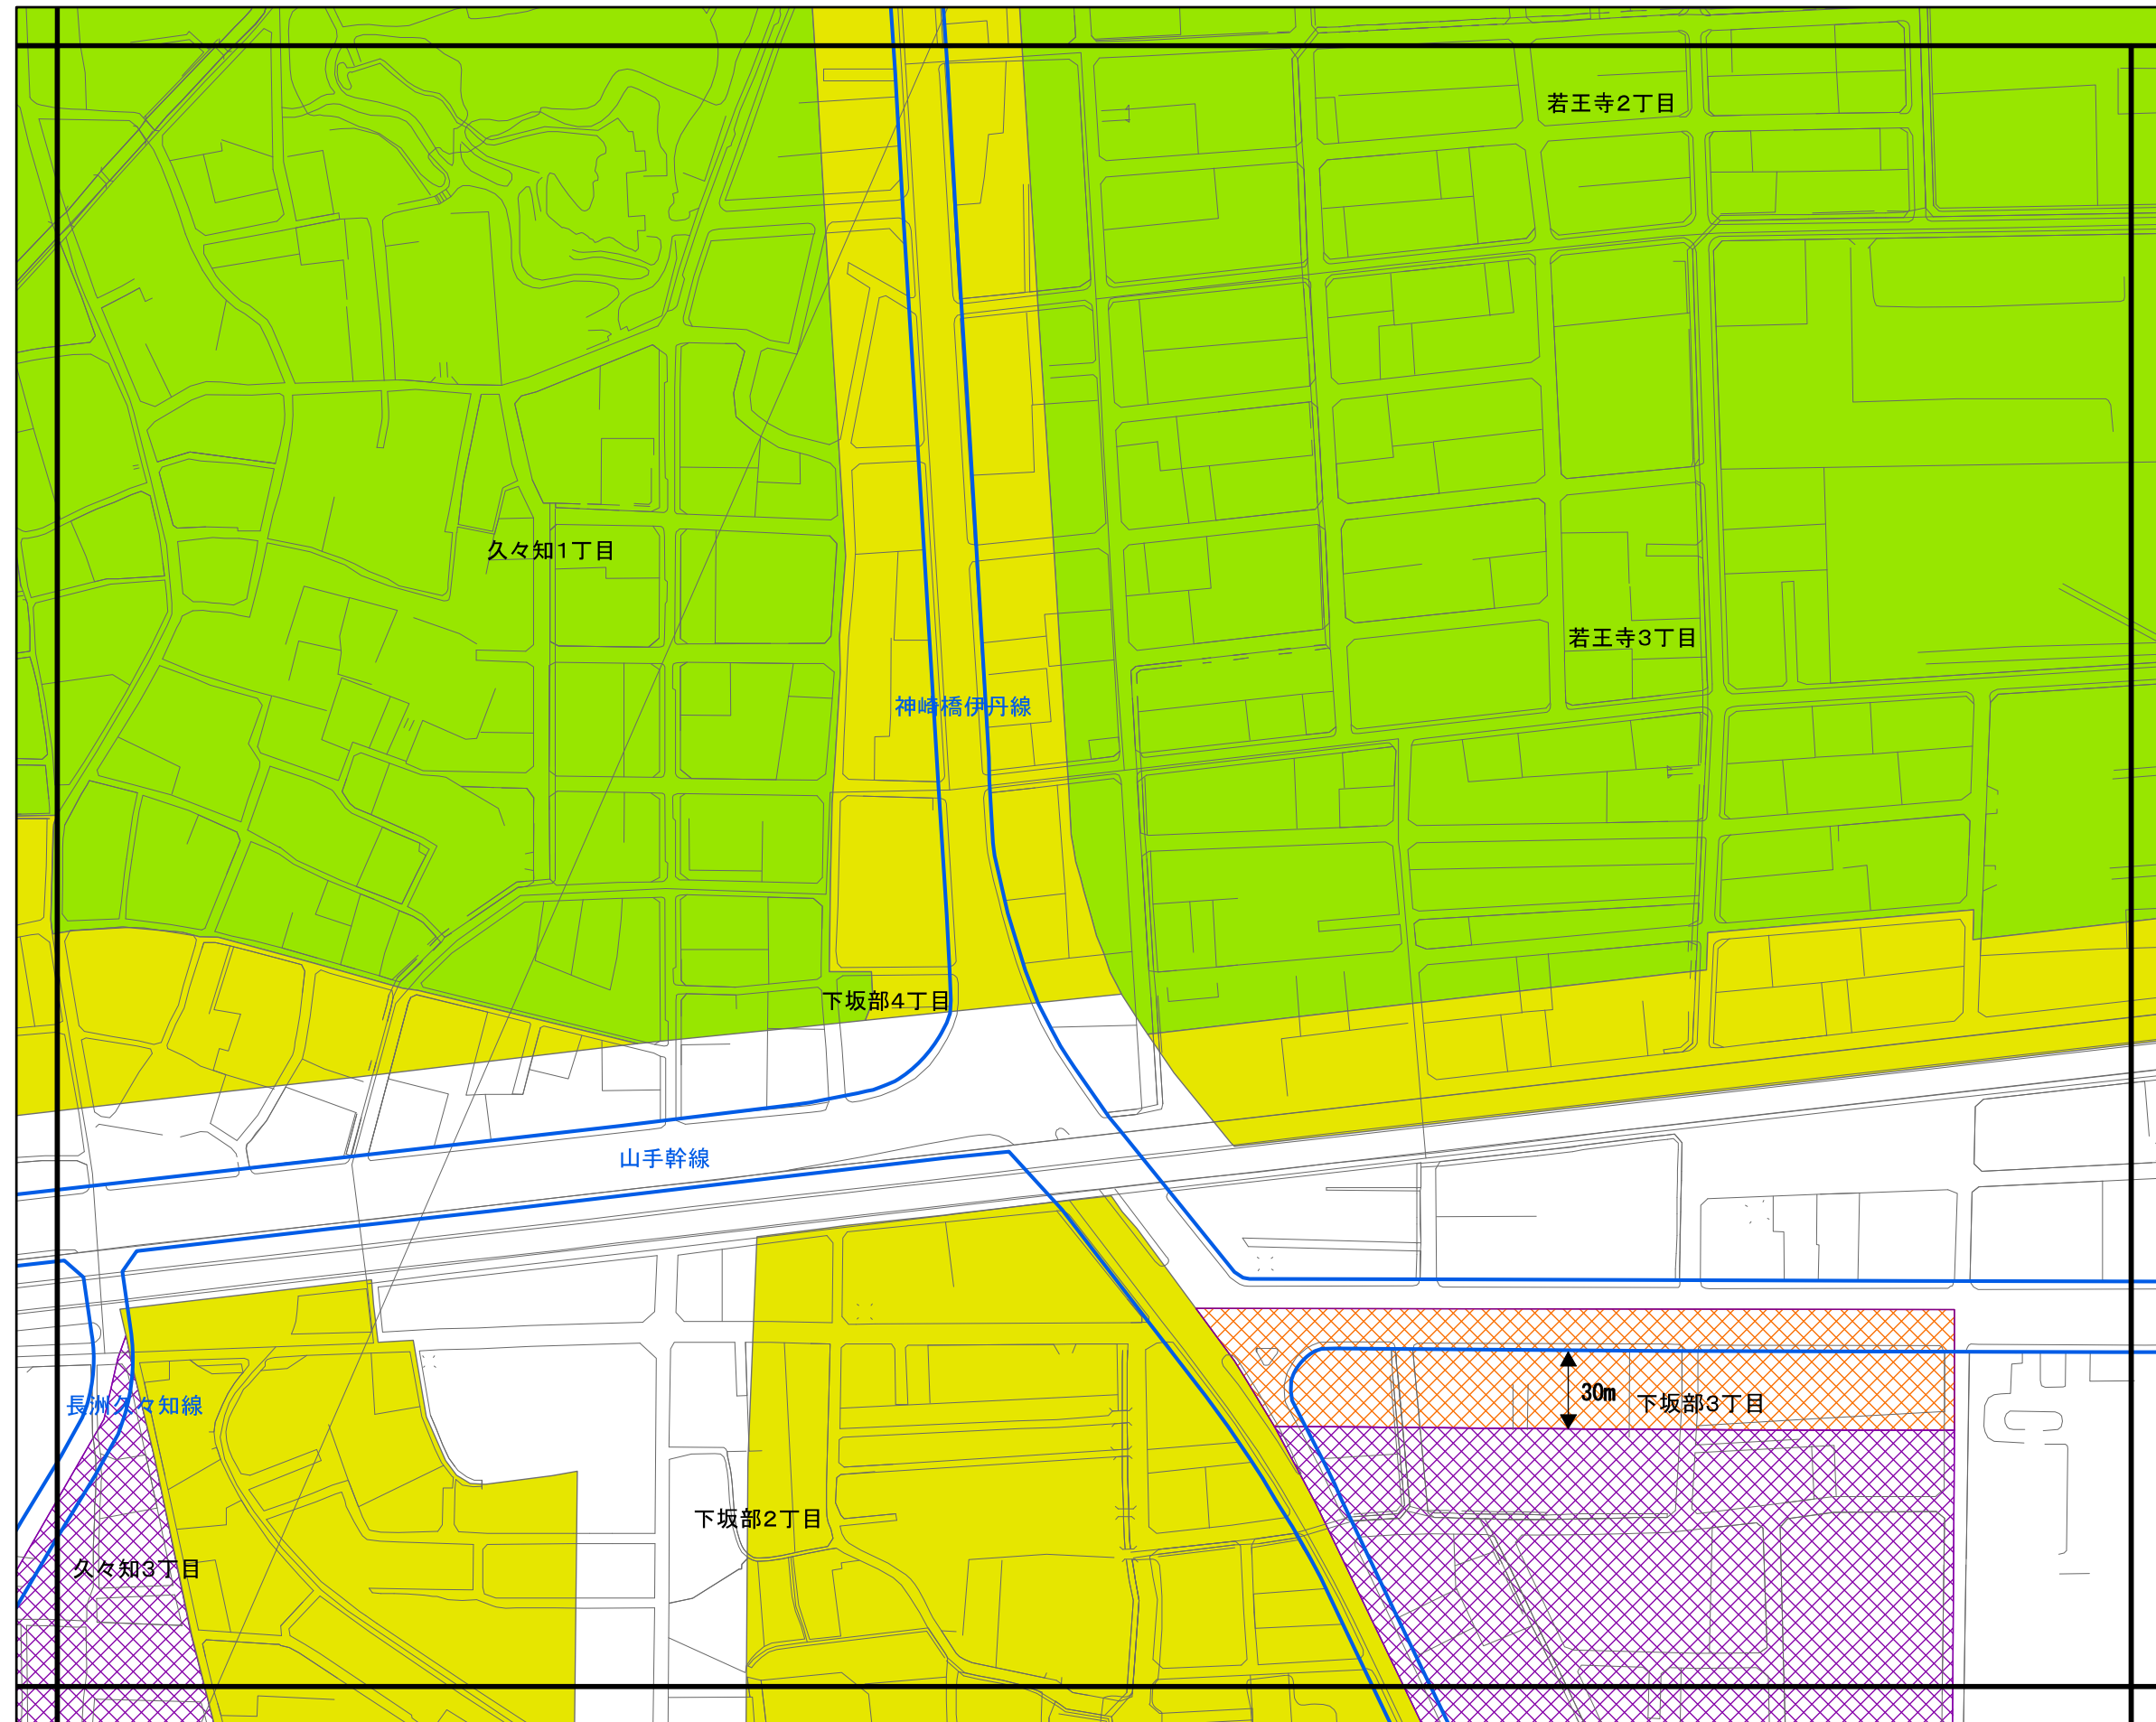 若王寺2丁目
久々知1丁目
若王寺3丁目
神崎橋伊丹線
下坂部4丁目
山手幹線
30m
下坂部3丁目
長洲久々知線
下坂部2丁目
久々知3丁目